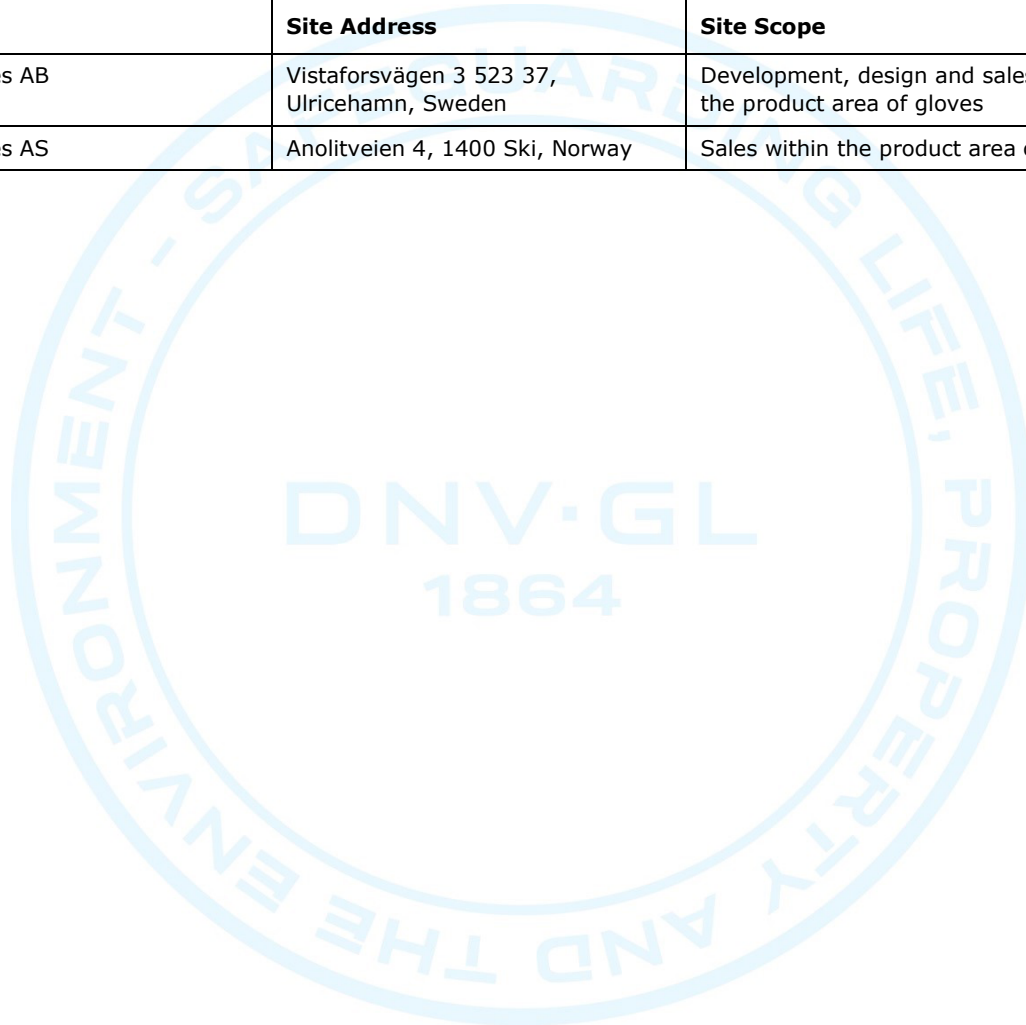 Site Address Site Scope
es AB Vistaforsvägen 3 523 37, Development, design and sales
Ulricehamn, Sweden the product area of gloves
es AS Anolitveien 4, 1400 Ski, Norway Sales within the product area
SAFEGUARDING LIFE, PROPERTY AND THE ENVIRONMENT -
DNV·GL
1864